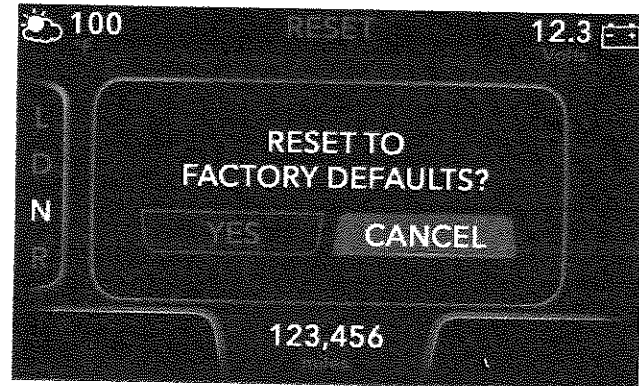 100
RESET
12.3
L
D
N
R
RESET TO
FACTORY DEFAULTS?
YES
CANCEL
123,456